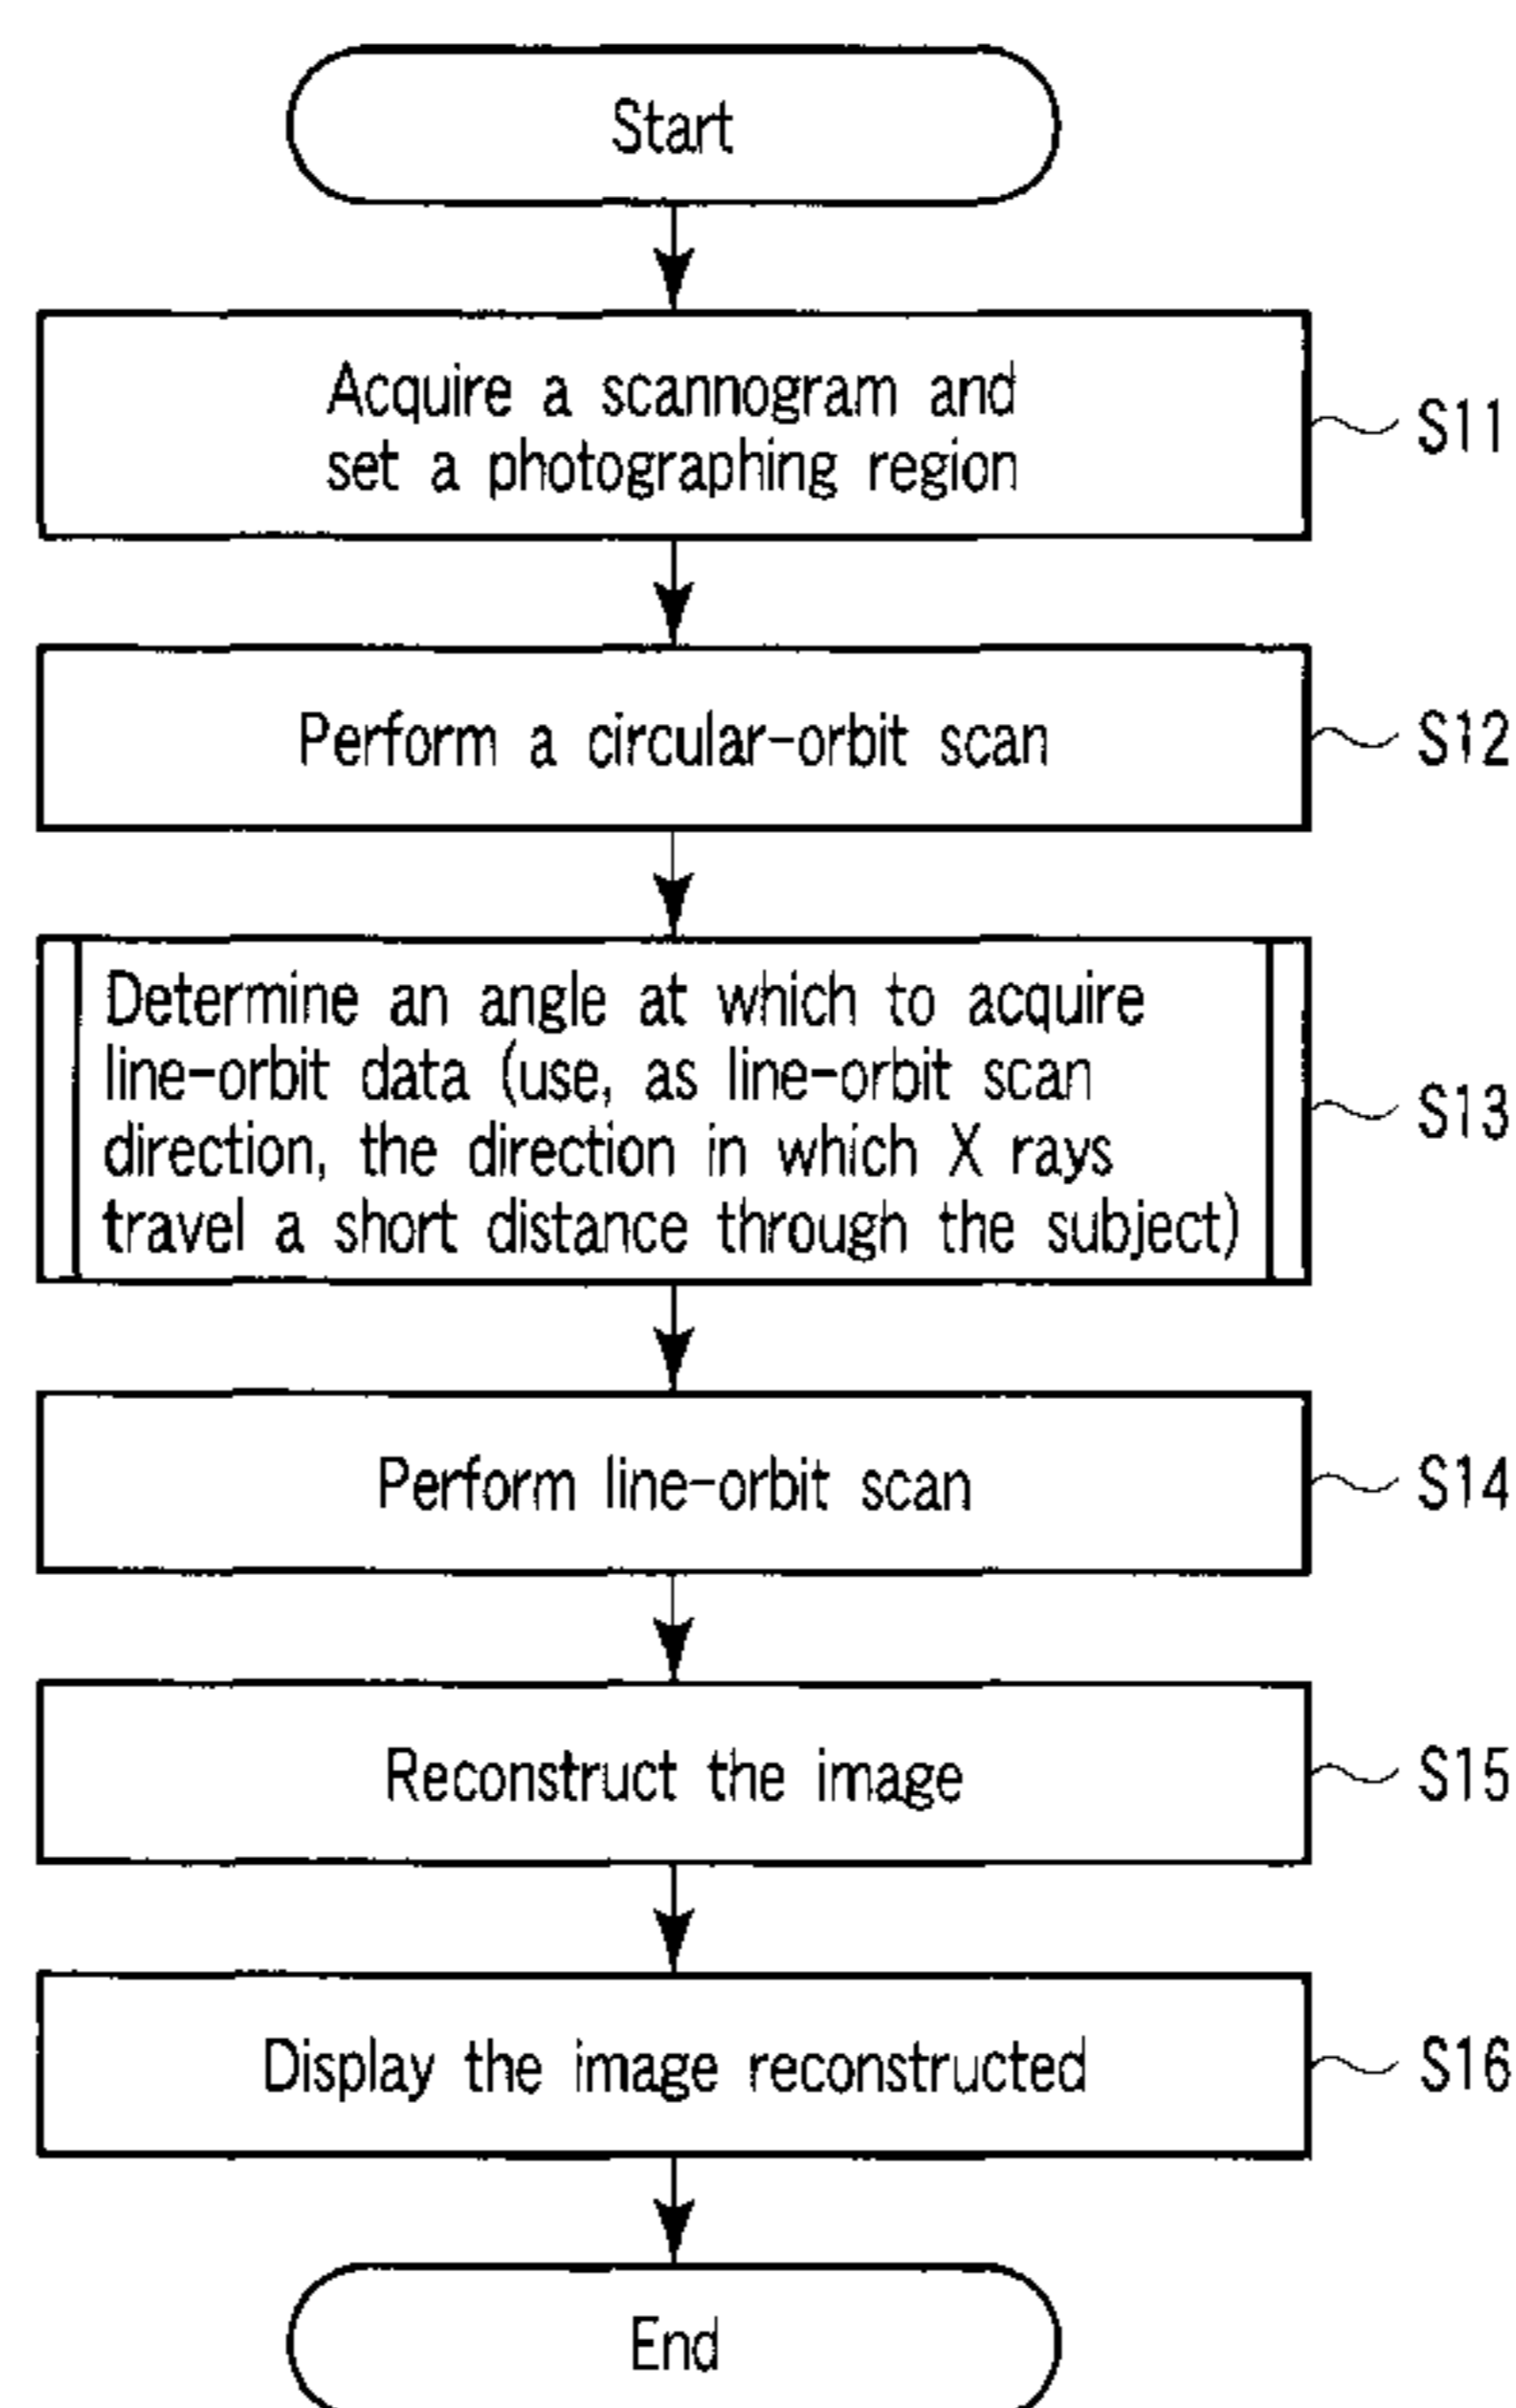 Start
Acquire a scannogram and
set a photographing region
S11
Perform a circular-orbit scan
S12
Determine an angle at which to acquire
line-orbit data (use, as line-orbit scan
direction, the direction in which X rays
travel a short distance through the subject)
S13
Perform line-orbit scan
S14
Reconstruct the image
S15
Display the image reconstructed
S16
End